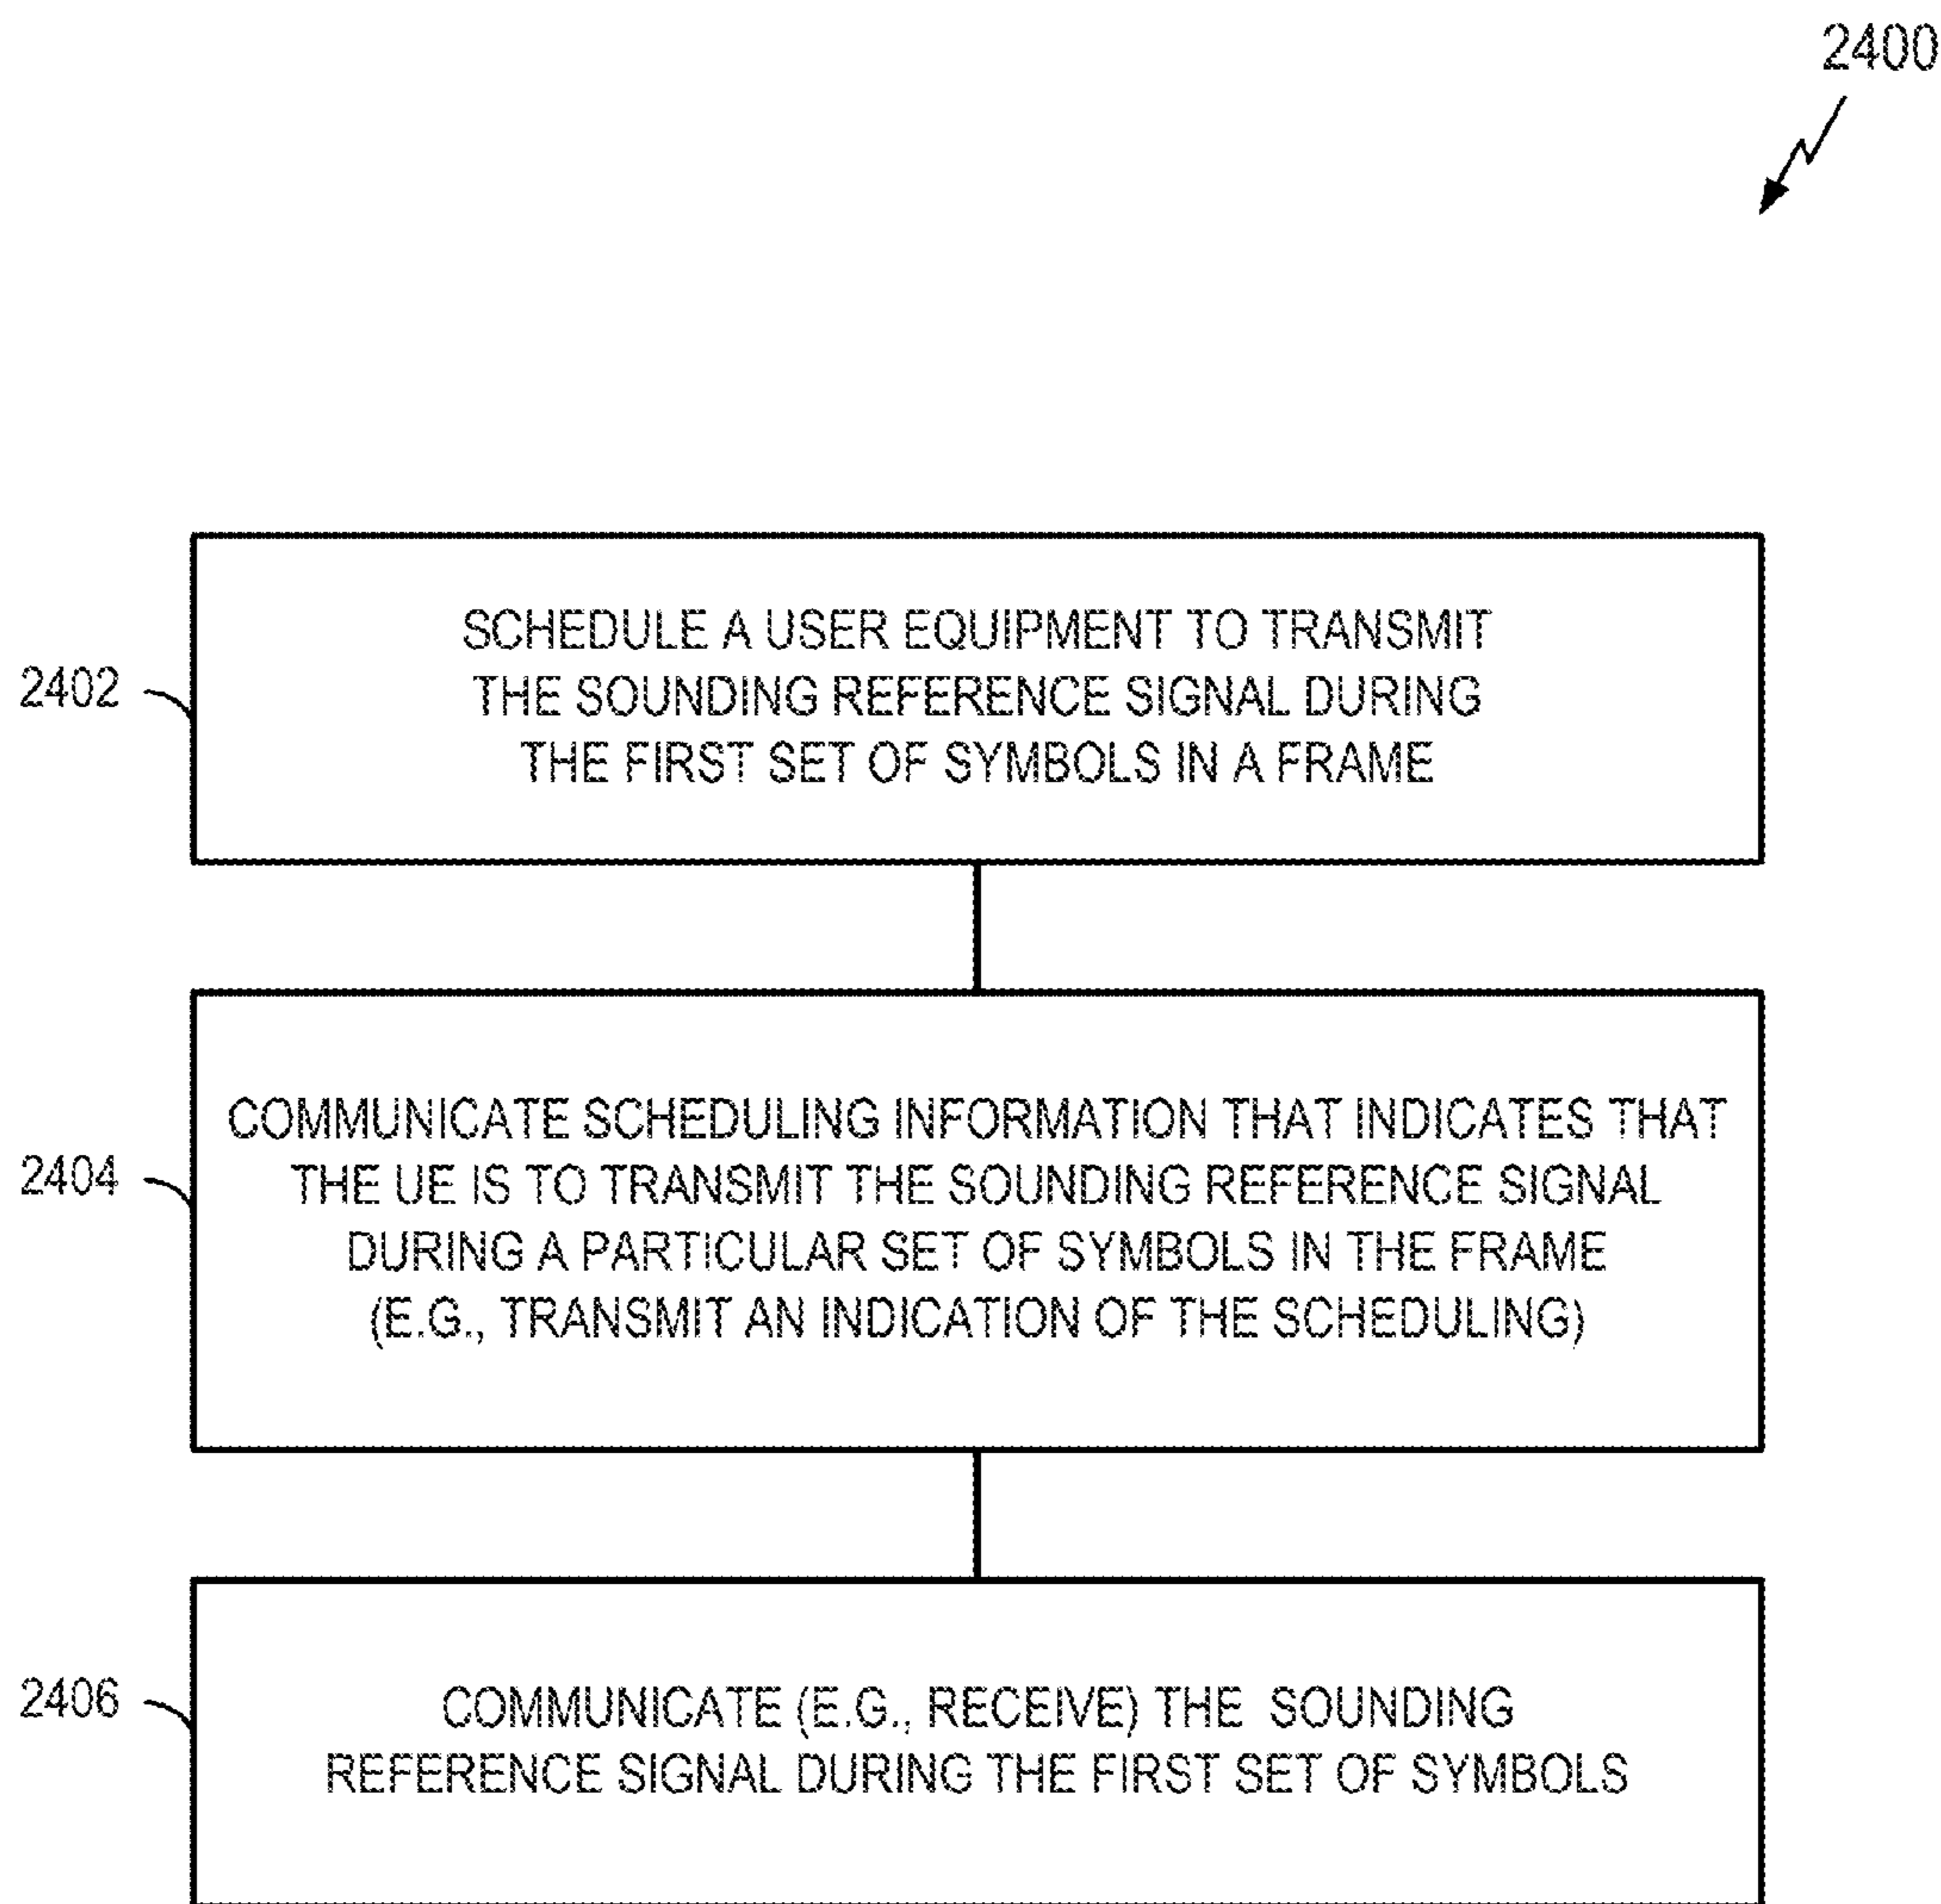 2400
2402
SCHEDULE A USER EQUIPMENT TO TRANSMIT
THE SOUNDING REFERENCE SIGNAL DURING
THE FIRST SET OF SYMBOLS IN A FRAME
2404
COMMUNICATE SCHEDULING INFORMATION THAT INDICATES THAT
THE UE IS TO TRANSMIT THE SOUNDING REFERENCE SIGNAL
DURING A PARTICULAR SET OF SYMBOLS IN THE FRAME
(E.G., TRANSMIT AN INDICATION OF THE SCHEDULING)
2406
COMMUNICATE (E.G., RECEIVE) THE SOUNDING
REFERENCE SIGNAL DURING THE FIRST SET OF SYMBOLS